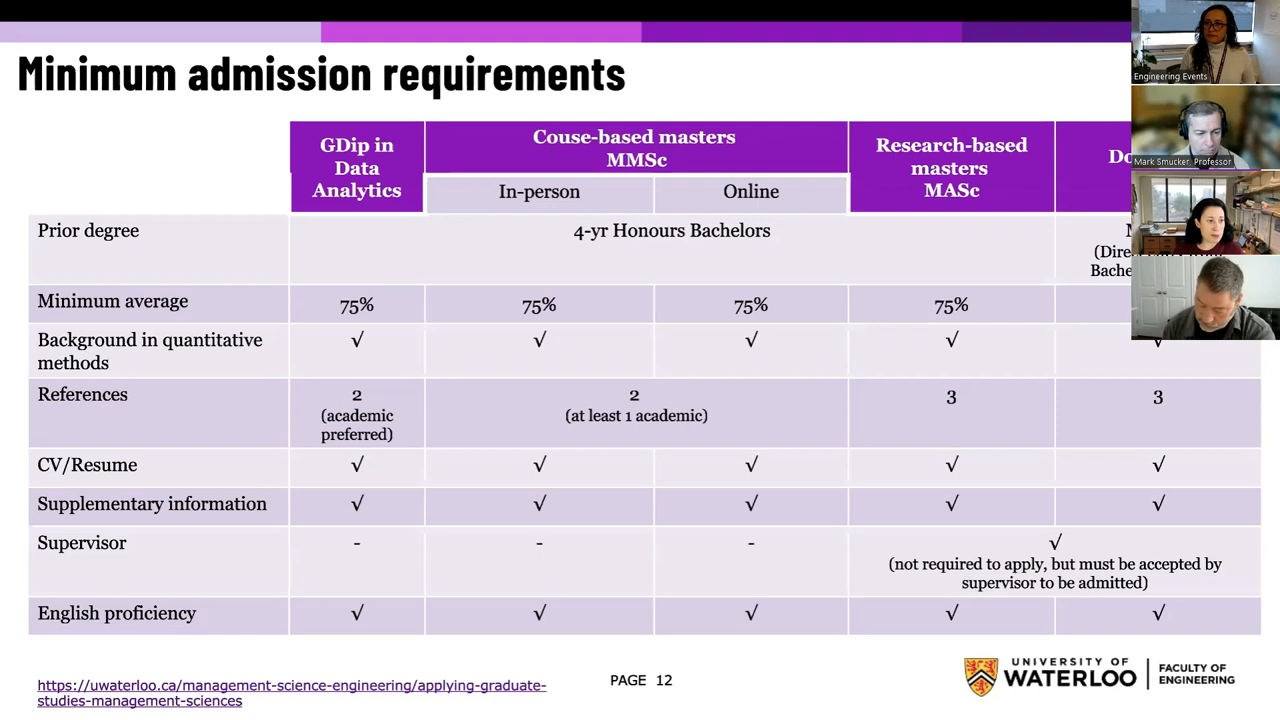 Minimum admission requirements
GDip in
Data
Analytics
Couse-based masters
MMSc
In-person
Online
Research-based
masters
MASc
Prior degree
4-yr Honours Bachelors
Minimum average
75%
75%
75%
75%
Background in quantitative
methods
√
√
√
√
√
References
2
(academic
preferred)
2
(at least 1 academic)
3
3
CV/Resume
√
√
√
√
√
Supplementary information
√
√
√
√
√
Supervisor
-
-
-
√
(not required to apply, but must be accepted by
supervisor to be admitted)
English proficiency
√
√
√
√
√
https://uwaterloo.ca/management-science-engineering/applying-graduate-
studies-management-sciences
PAGE 12
UNIVERSITY OF
WATERLOO
FACULTY OF
ENGINEERING
Engineering Events
Mark Smucker, Professor